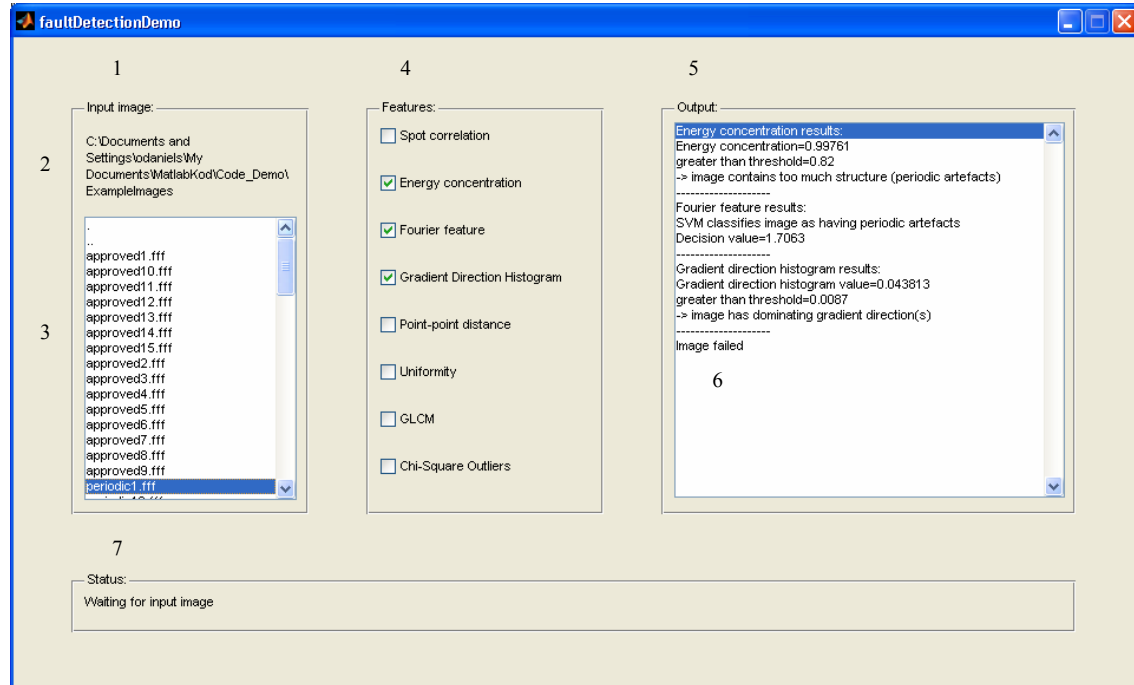 faultDetectionDemo
1
4
5
Input image:
2
C:\Documents and
Settings\odaniels\My
Documents\MatlabKod\Code_Demo\
ExampleImages
3
.
..
approved1.fff
approved10.fff
approved11.fff
approved12.fff
approved13.fff
approved14.fff
approved15.fff
approved2.fff
approved3.fff
approved4.fff
approved5.fff
approved6.fff
approved7.fff
approved8.fff
approved9.fff
periodic1.fff
Features:
Spot correlation
Energy concentration
Fourier feature
Gradient Direction Histogram
Point-point distance
Uniformity
GLCM
Chi-Square Outliers
Output:
Energy concentration results:
Energy concentration=0.99761
greater than threshold=0.82
-> image contains too much structure (periodic artefacts)
--------------------
Fourier feature results:
SVM classifies image as having periodic artefacts
Decision value=1.7063
--------------------
Gradient direction histogram results:
Gradient direction histogram value=0.043813
greater than threshold=0.0087
-> image has dominating gradient direction(s)
--------------------
Image failed
6
7
Status:
Waiting for input image